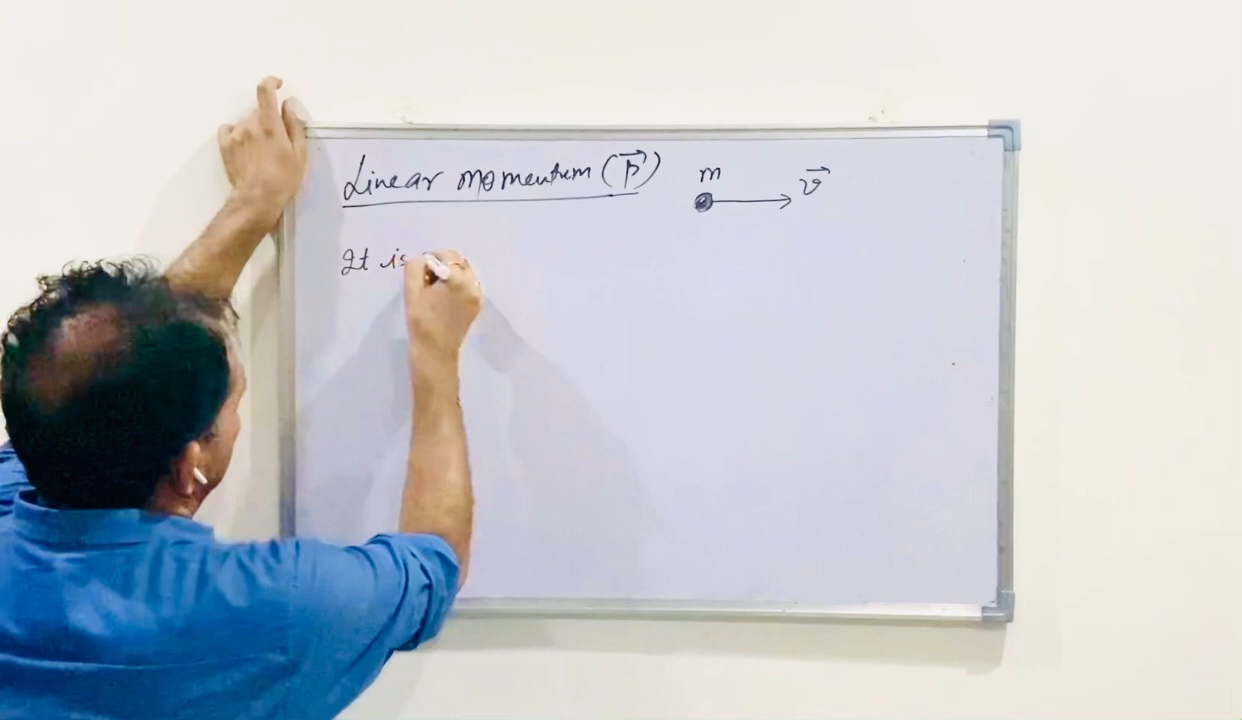 Linear momentum (p⃗)
m
v⃗
It is